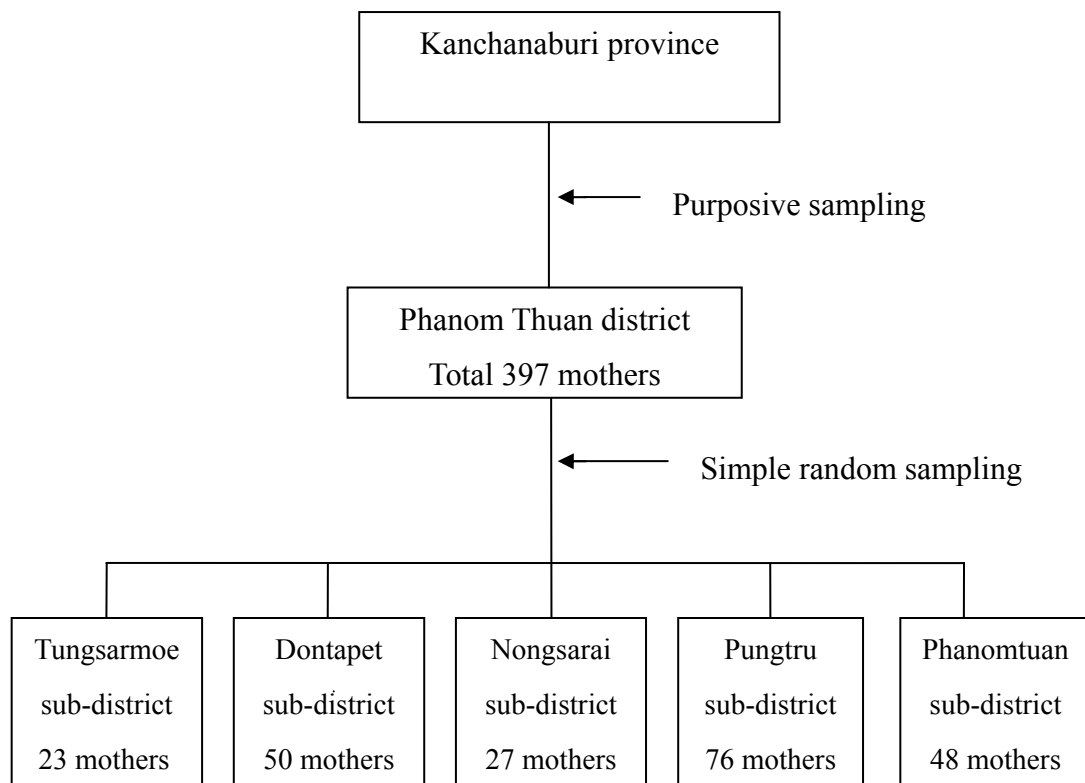 Kanchanaburi province
Purposive sampling
Phanom Thuan district
Total 397 mothers
Simple random sampling
Tungsarmoe
sub-district
23 mothers
Dontapet
sub-district
50 mothers
Nongsarai
sub-district
27 mothers
Pungtru
sub-district
76 mothers
Phanomtuan
sub-district
48 mothers